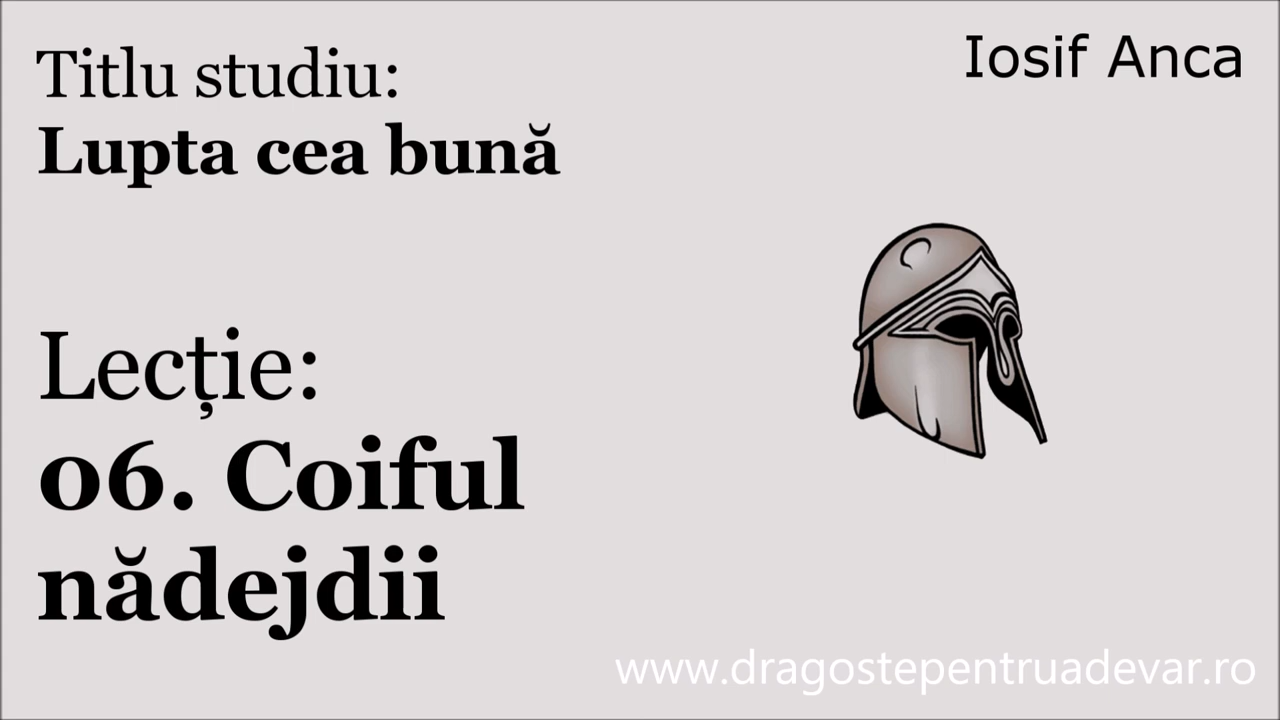 Titlu studiu:
Lupta cea bună
Iosif Anca
Lecție:
06. Coiful
nădejdii
www.dragostepentruadevar.ro